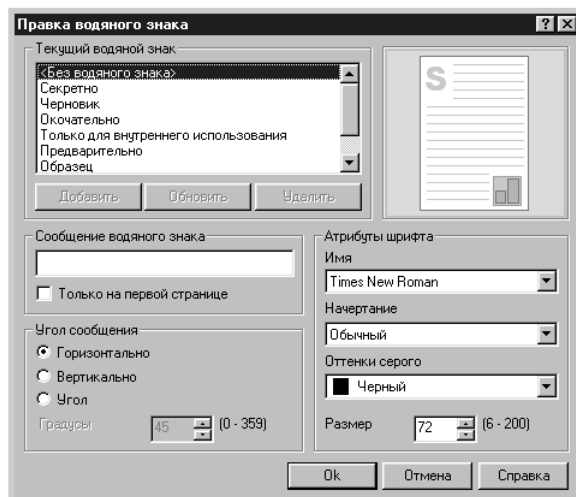 Правка водяного знака
Текущий водяной знак
<Без водяного знака>
Секретно
Черновик
Окочательно
Только для внутреннего использования
Предварительно
Образец
Добавить Обновить Удалить
S
Сообщение водяного знака
Только на первой странице
Угол сообщения
Горизонтально
Вертикально
Угол
Градусы 45 (0 - 359)
Атрибуты шрифта
Имя
Times New Roman
Начертание
Обычный
Оттенки серого
Черный
Размер 72 (6 - 200)
Ok Отмена Справка